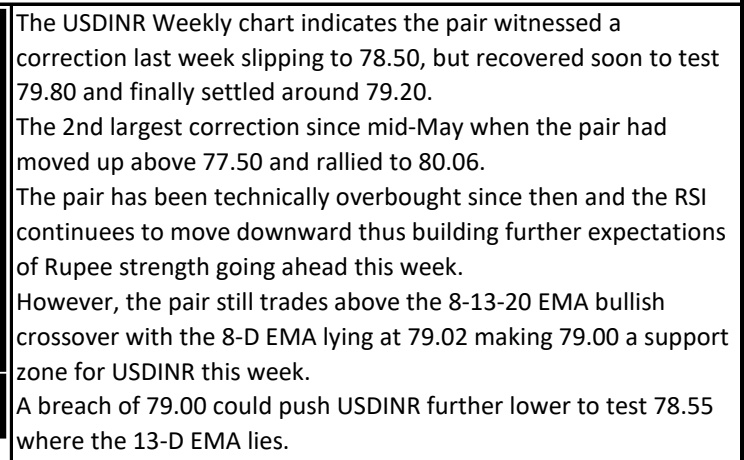 The USDINR Weekly chart indicates the pair witnessed a
correction last week slipping to 78.50, but recovered soon to test
79.80 and finally settled around 79.20.
The 2nd largest correction since mid-May when the pair had
moved up above 77.50 and rallied to 80.06.
The pair has been technically overbought since then and the RSI
continuees to move downward thus building further expectations
of Rupee strength going ahead this week.
However, the pair still trades above the 8-13-20 EMA bullish
crossover with the 8-D EMA lying at 79.02 making 79.00 a support
zone for USDINR this week.
A breach of 79.00 could push USDINR further lower to test 78.55
where the 13-D EMA lies.